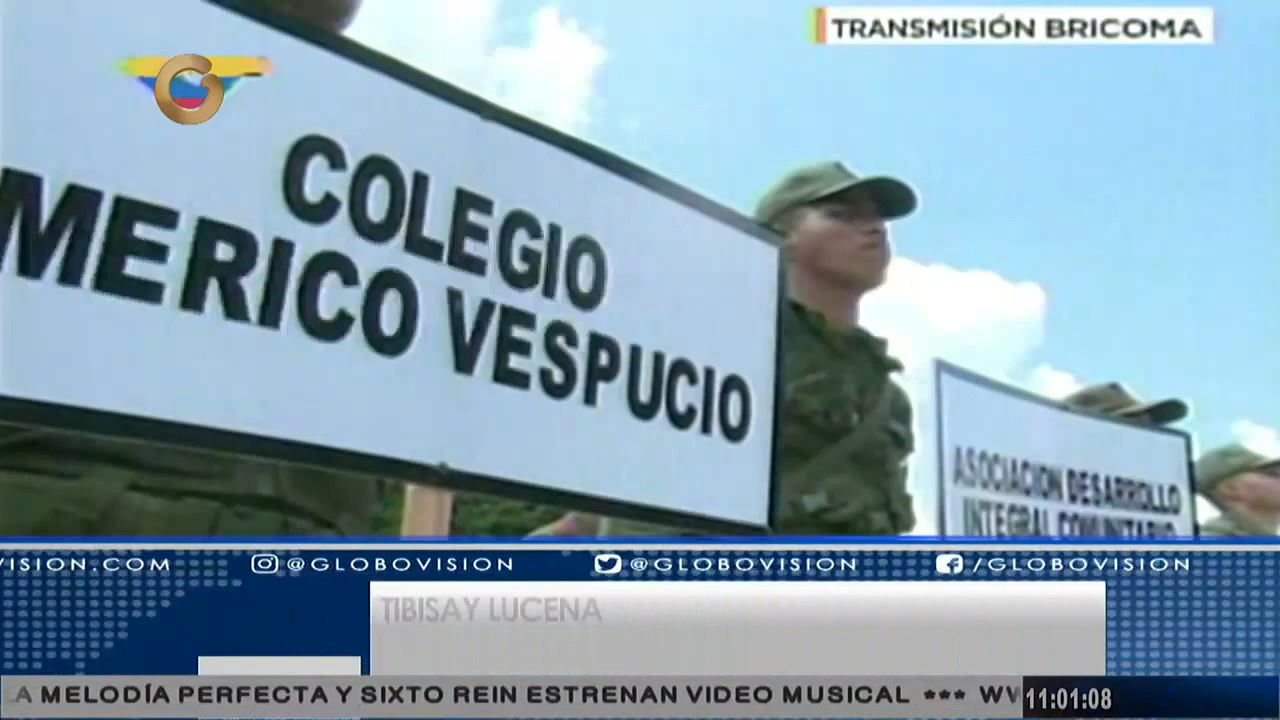 TRANSMISIÓN BRICOMA
COLEGIO
MERICO VESPUCIO
ASOCIACION DESARROLLO
INTEGRAL COMUNITARIO
VISION.COM
@GLOBOVISION
@GLOBOVISION
/GLOBOVISION
TIBISAY LUCENA
LA MELODÍA PERFECTA Y SIXTO REIN ESTRENAN VIDEO MUSICAL *** WW
11:01:08